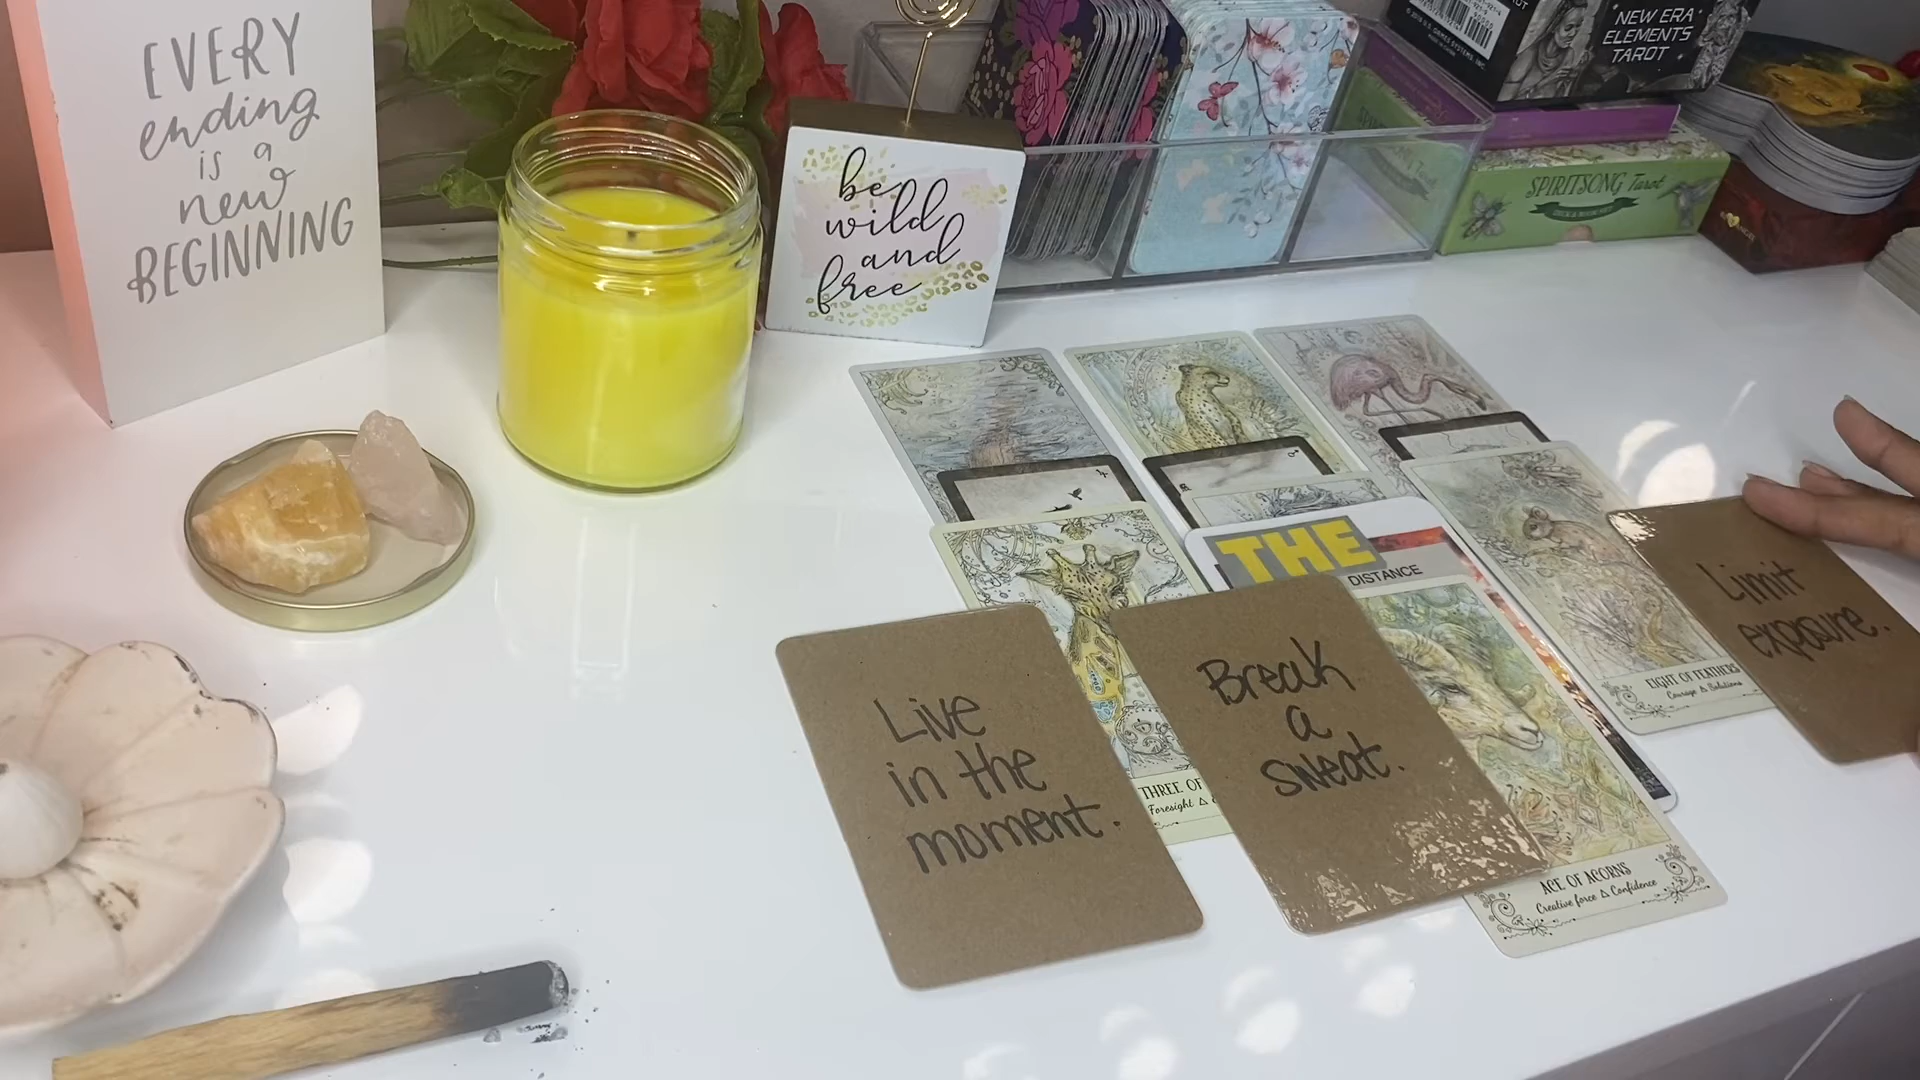 EVERY
ending
is a
new
BEGINNING
be
wild
and
free
NEW ERA
ELEMENTS
TAROT
SPIRITSONG Tarot
THE
DISTANCE
Live
in the
moment.
Break
a
sweat.
Limit
exposure.
THREE OF
Foresight Δ
EIGHT OF FEATHERS
Courage Δ Solutions
ACE OF ACORNS
Creative force Δ Confidence